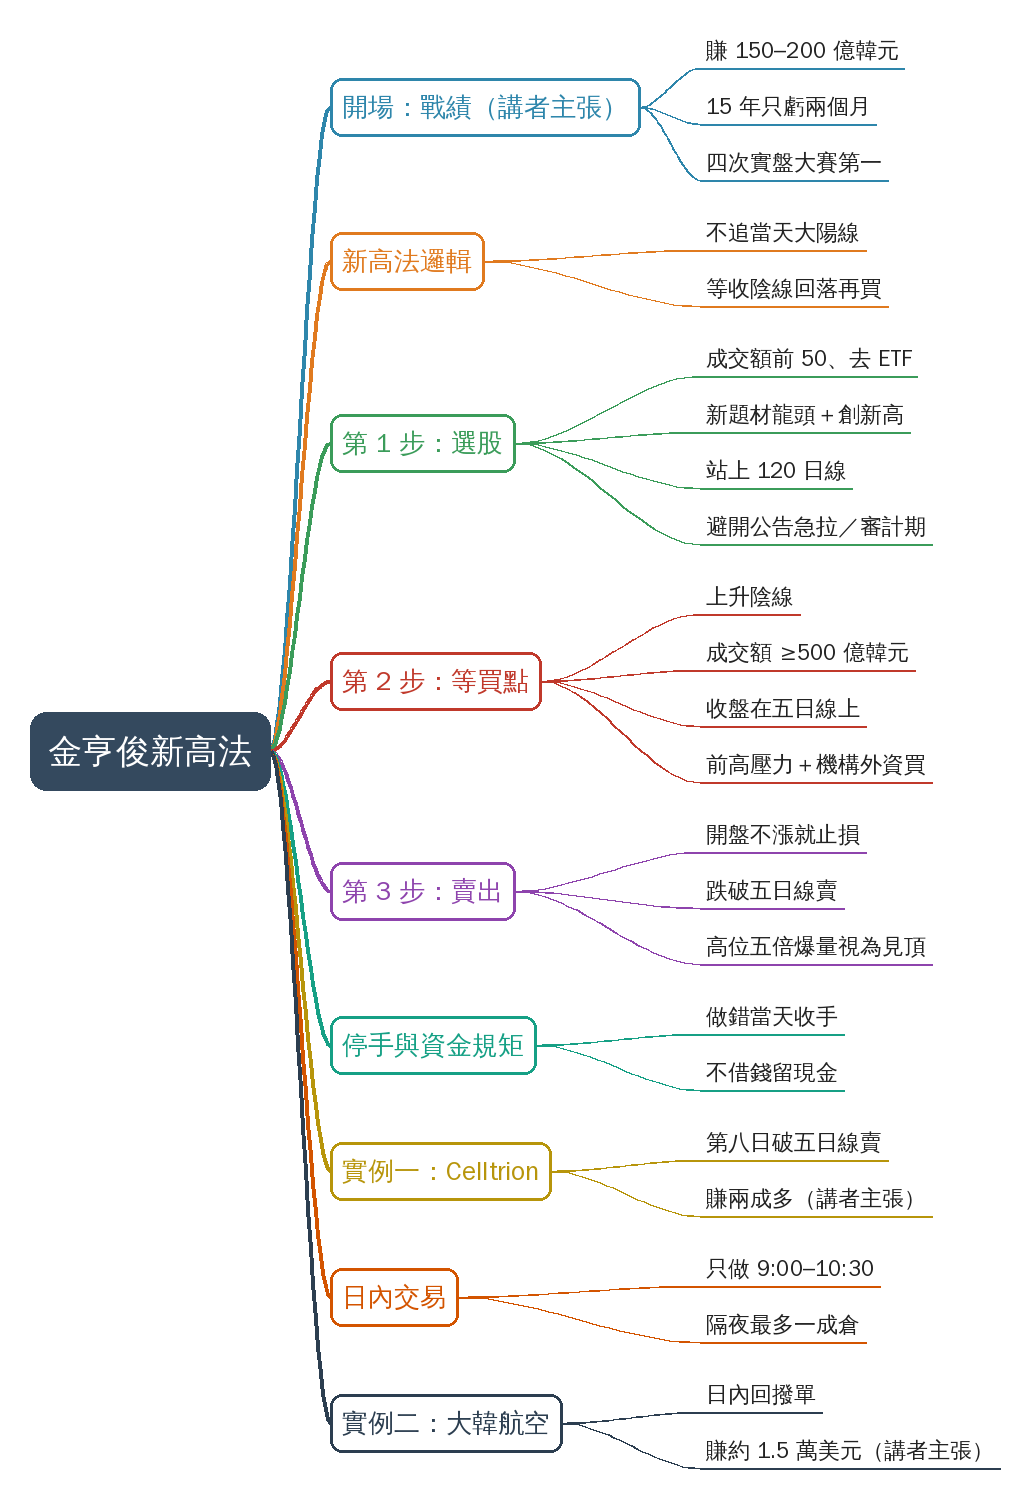 金亨俊新高法
開場：戰績（講者主張）
賺 150–200 億韓元
15 年只虧兩個月
四次實盤大賽第一
新高法邏輯
不追當天大陽線
等收陰線回落再買
第 1 步：選股
成交額前 50、去 ETF
新題材龍頭＋創新高
站上 120 日線
避開公告急拉／審計期
第 2 步：等買點
上升陰線
成交額 ≥500 億韓元
收盤在五日線上
前高壓力＋機構外資買
第 3 步：賣出
開盤不漲就止損
跌破五日線賣
高位五倍爆量視為見頂
停手與資金規矩
做錯當天收手
不借錢留現金
實例一：Celltrion
第八日破五日線賣
賺兩成多（講者主張）
日內交易
只做 9:00–10:30
隔夜最多一成倉
實例二：大韓航空
日內回撥單
賺約 1.5 萬美元（講者主張）